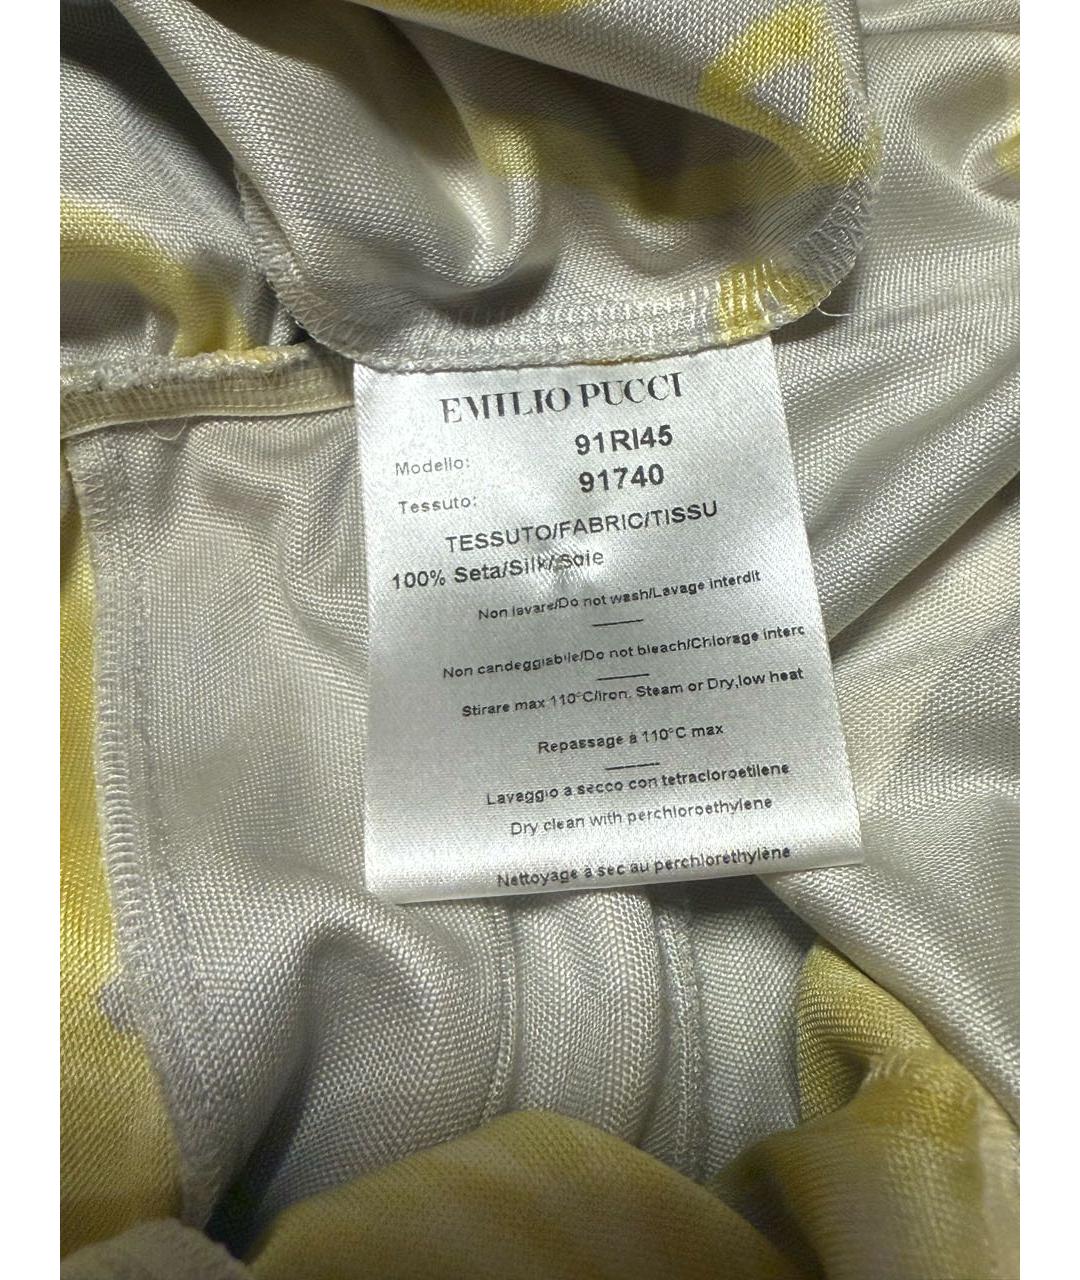 EMILIO PUCCI
Modello: 91RI45
Tessuto: 91740
TESSUTO/FABRIC/TISSU
100% Seta/Silk/Soie
Non lavare/Do not wash/Lavage interdit
Non candeggiabile/Do not bleach/Chlorage interc
Stirare max 110°C/Iron. Steam or Dry,low heat
Repassage à 110°C max
Lavaggio a secco con tetracloroetilene
Dry clean with perchloroethylene
Nettoyage à sec au perchloréthylène